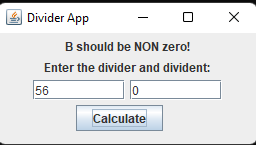 Divider App
B should be NON zero!
Enter the divider and divident:
56 0
Calculate